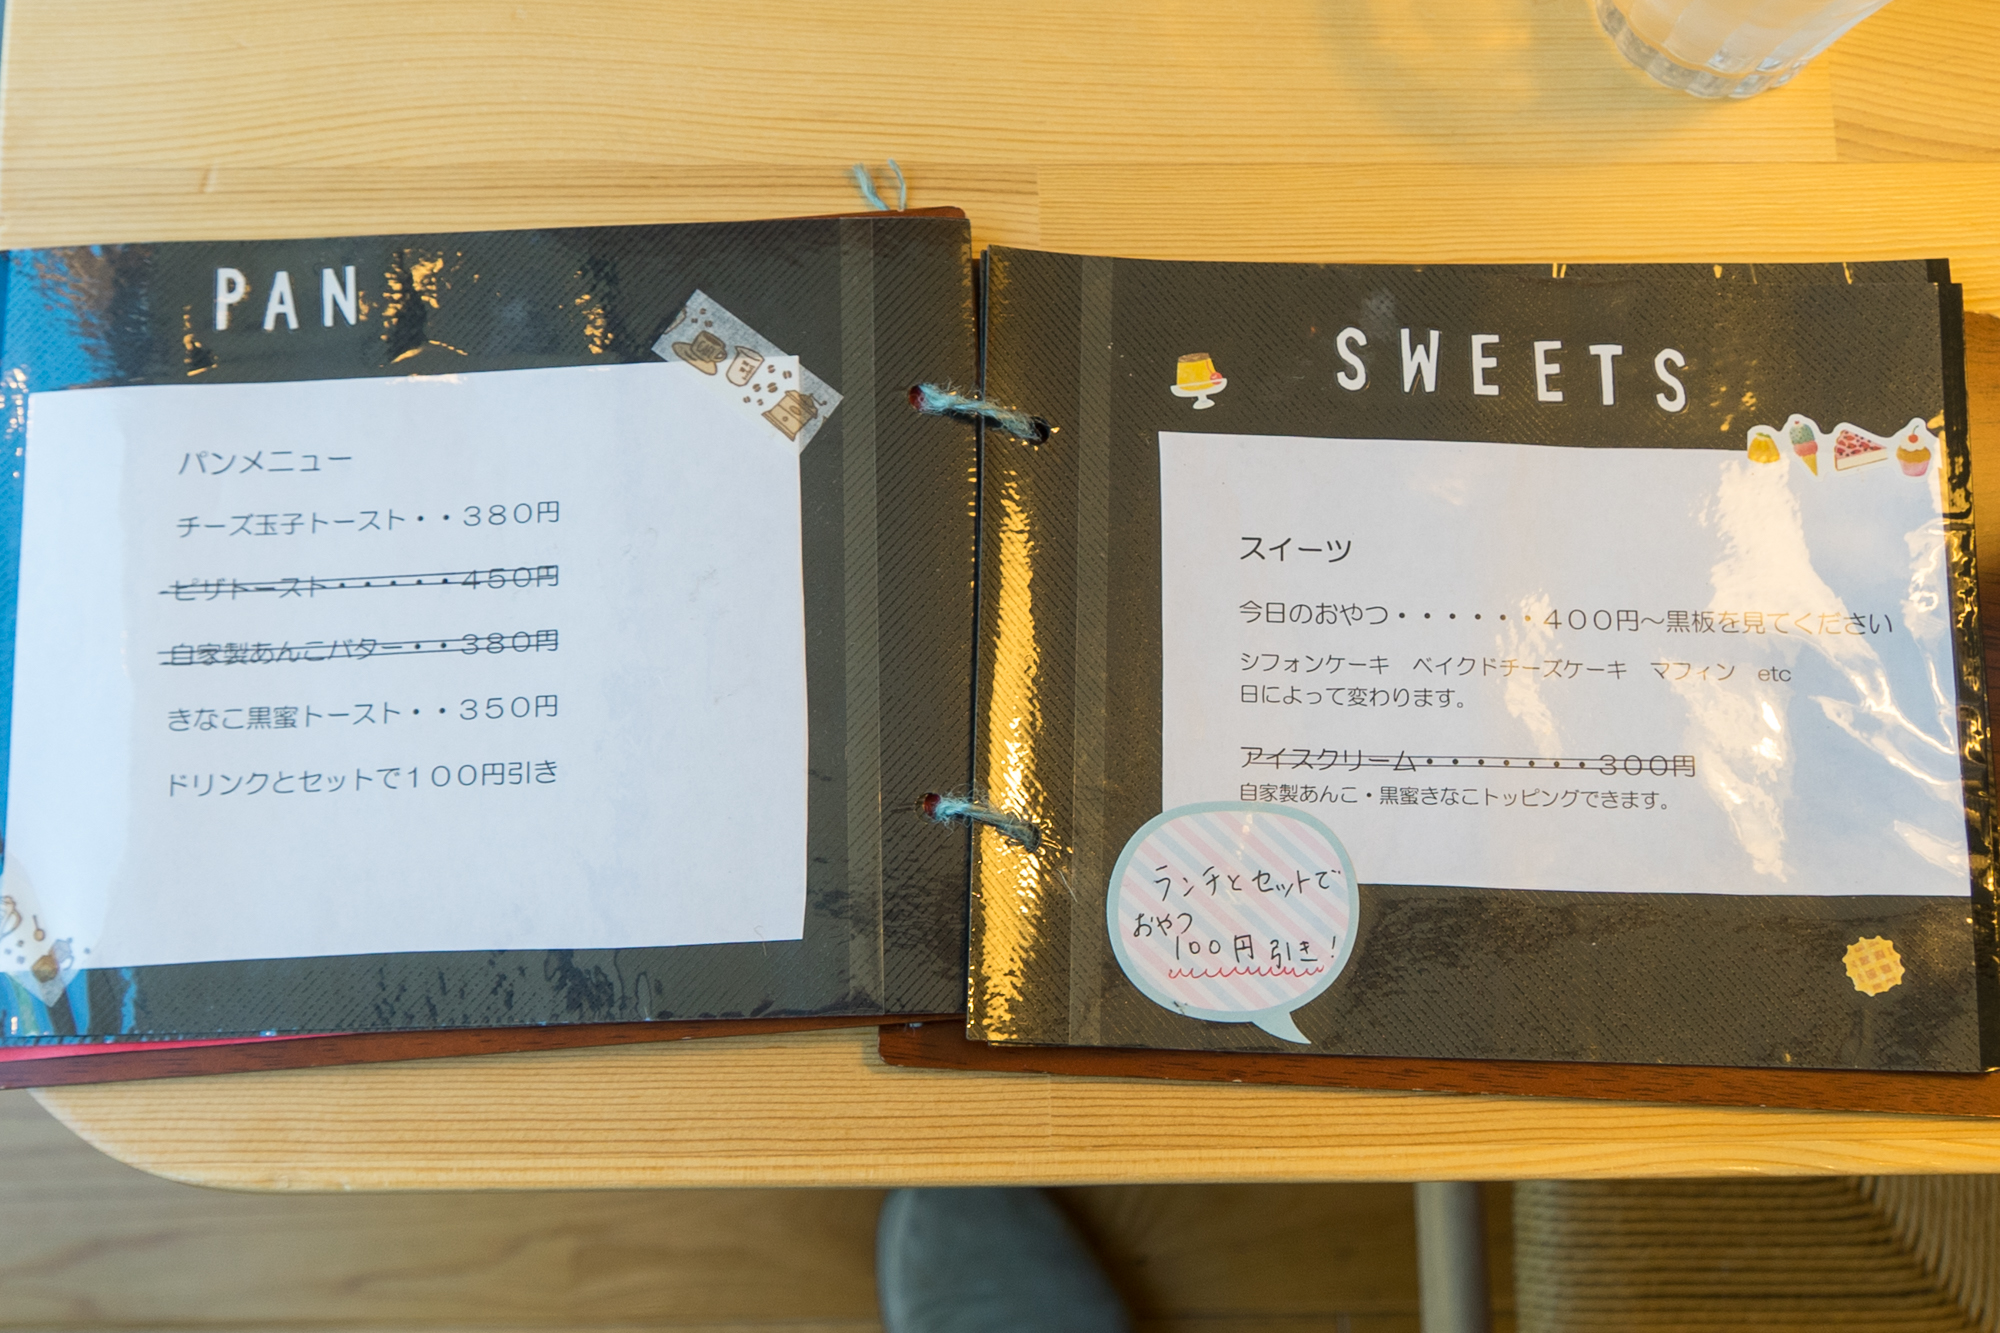 PAN
パンメニュー
チーズ玉子トースト・・380円
ピザトースト・・・・・450円
自家製あんこバター・・380円
きなこ黒蜜トースト・・350円
ドリンクとセットで100円引き
SWEETS
スイーツ
今日のおやつ・・・・・・400円～黒板を見てください
シフォンケーキ　ベイクドチーズケーキ　マフィン　etc
日によって変わります。
アイスクリーム・・・・・・・300円
自家製あんこ・黒蜜きなこトッピングできます。
ランチとセットで
おやつ
100円引き！